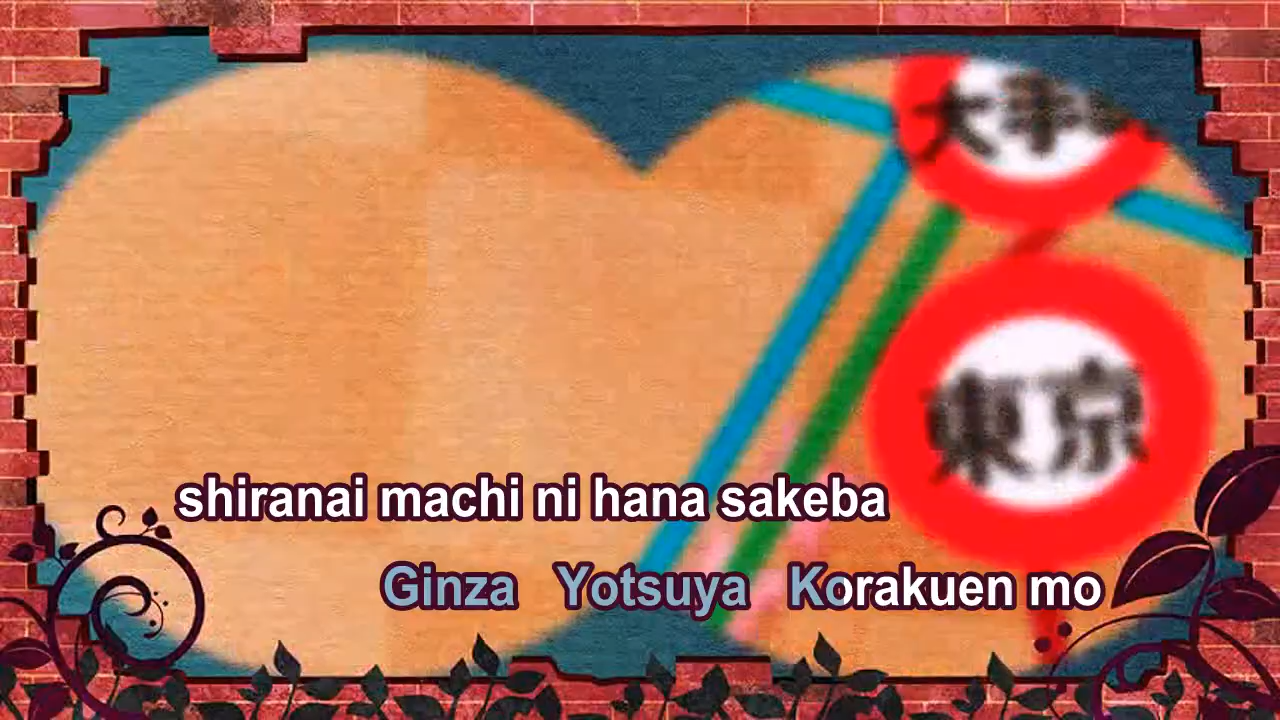 大手
東京
shiranai machi ni hana sakeba
Ginza Yotsuya Korakuen mo